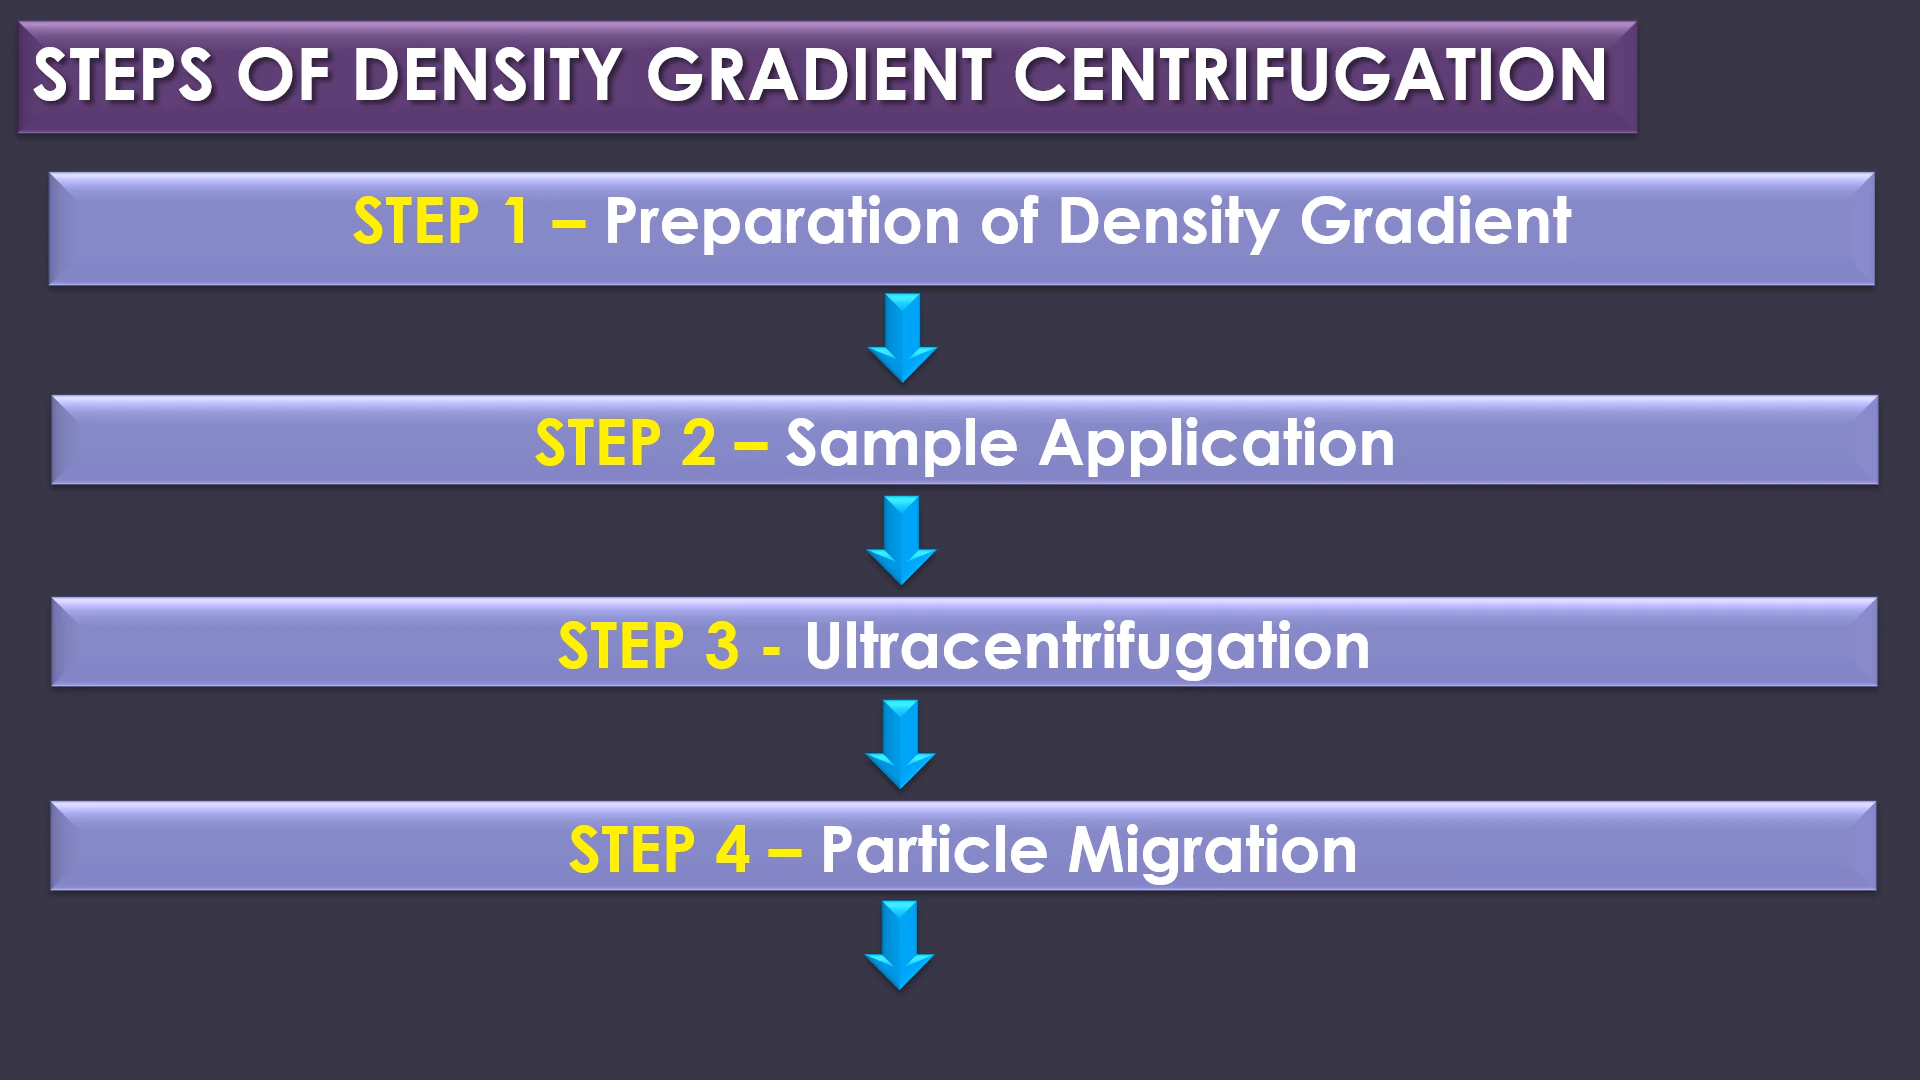 STEPS OF DENSITY GRADIENT CENTRIFUGATION
STEP 1 – Preparation of Density Gradient
STEP 2 – Sample Application
STEP 3 - Ultracentrifugation
STEP 4 – Particle Migration